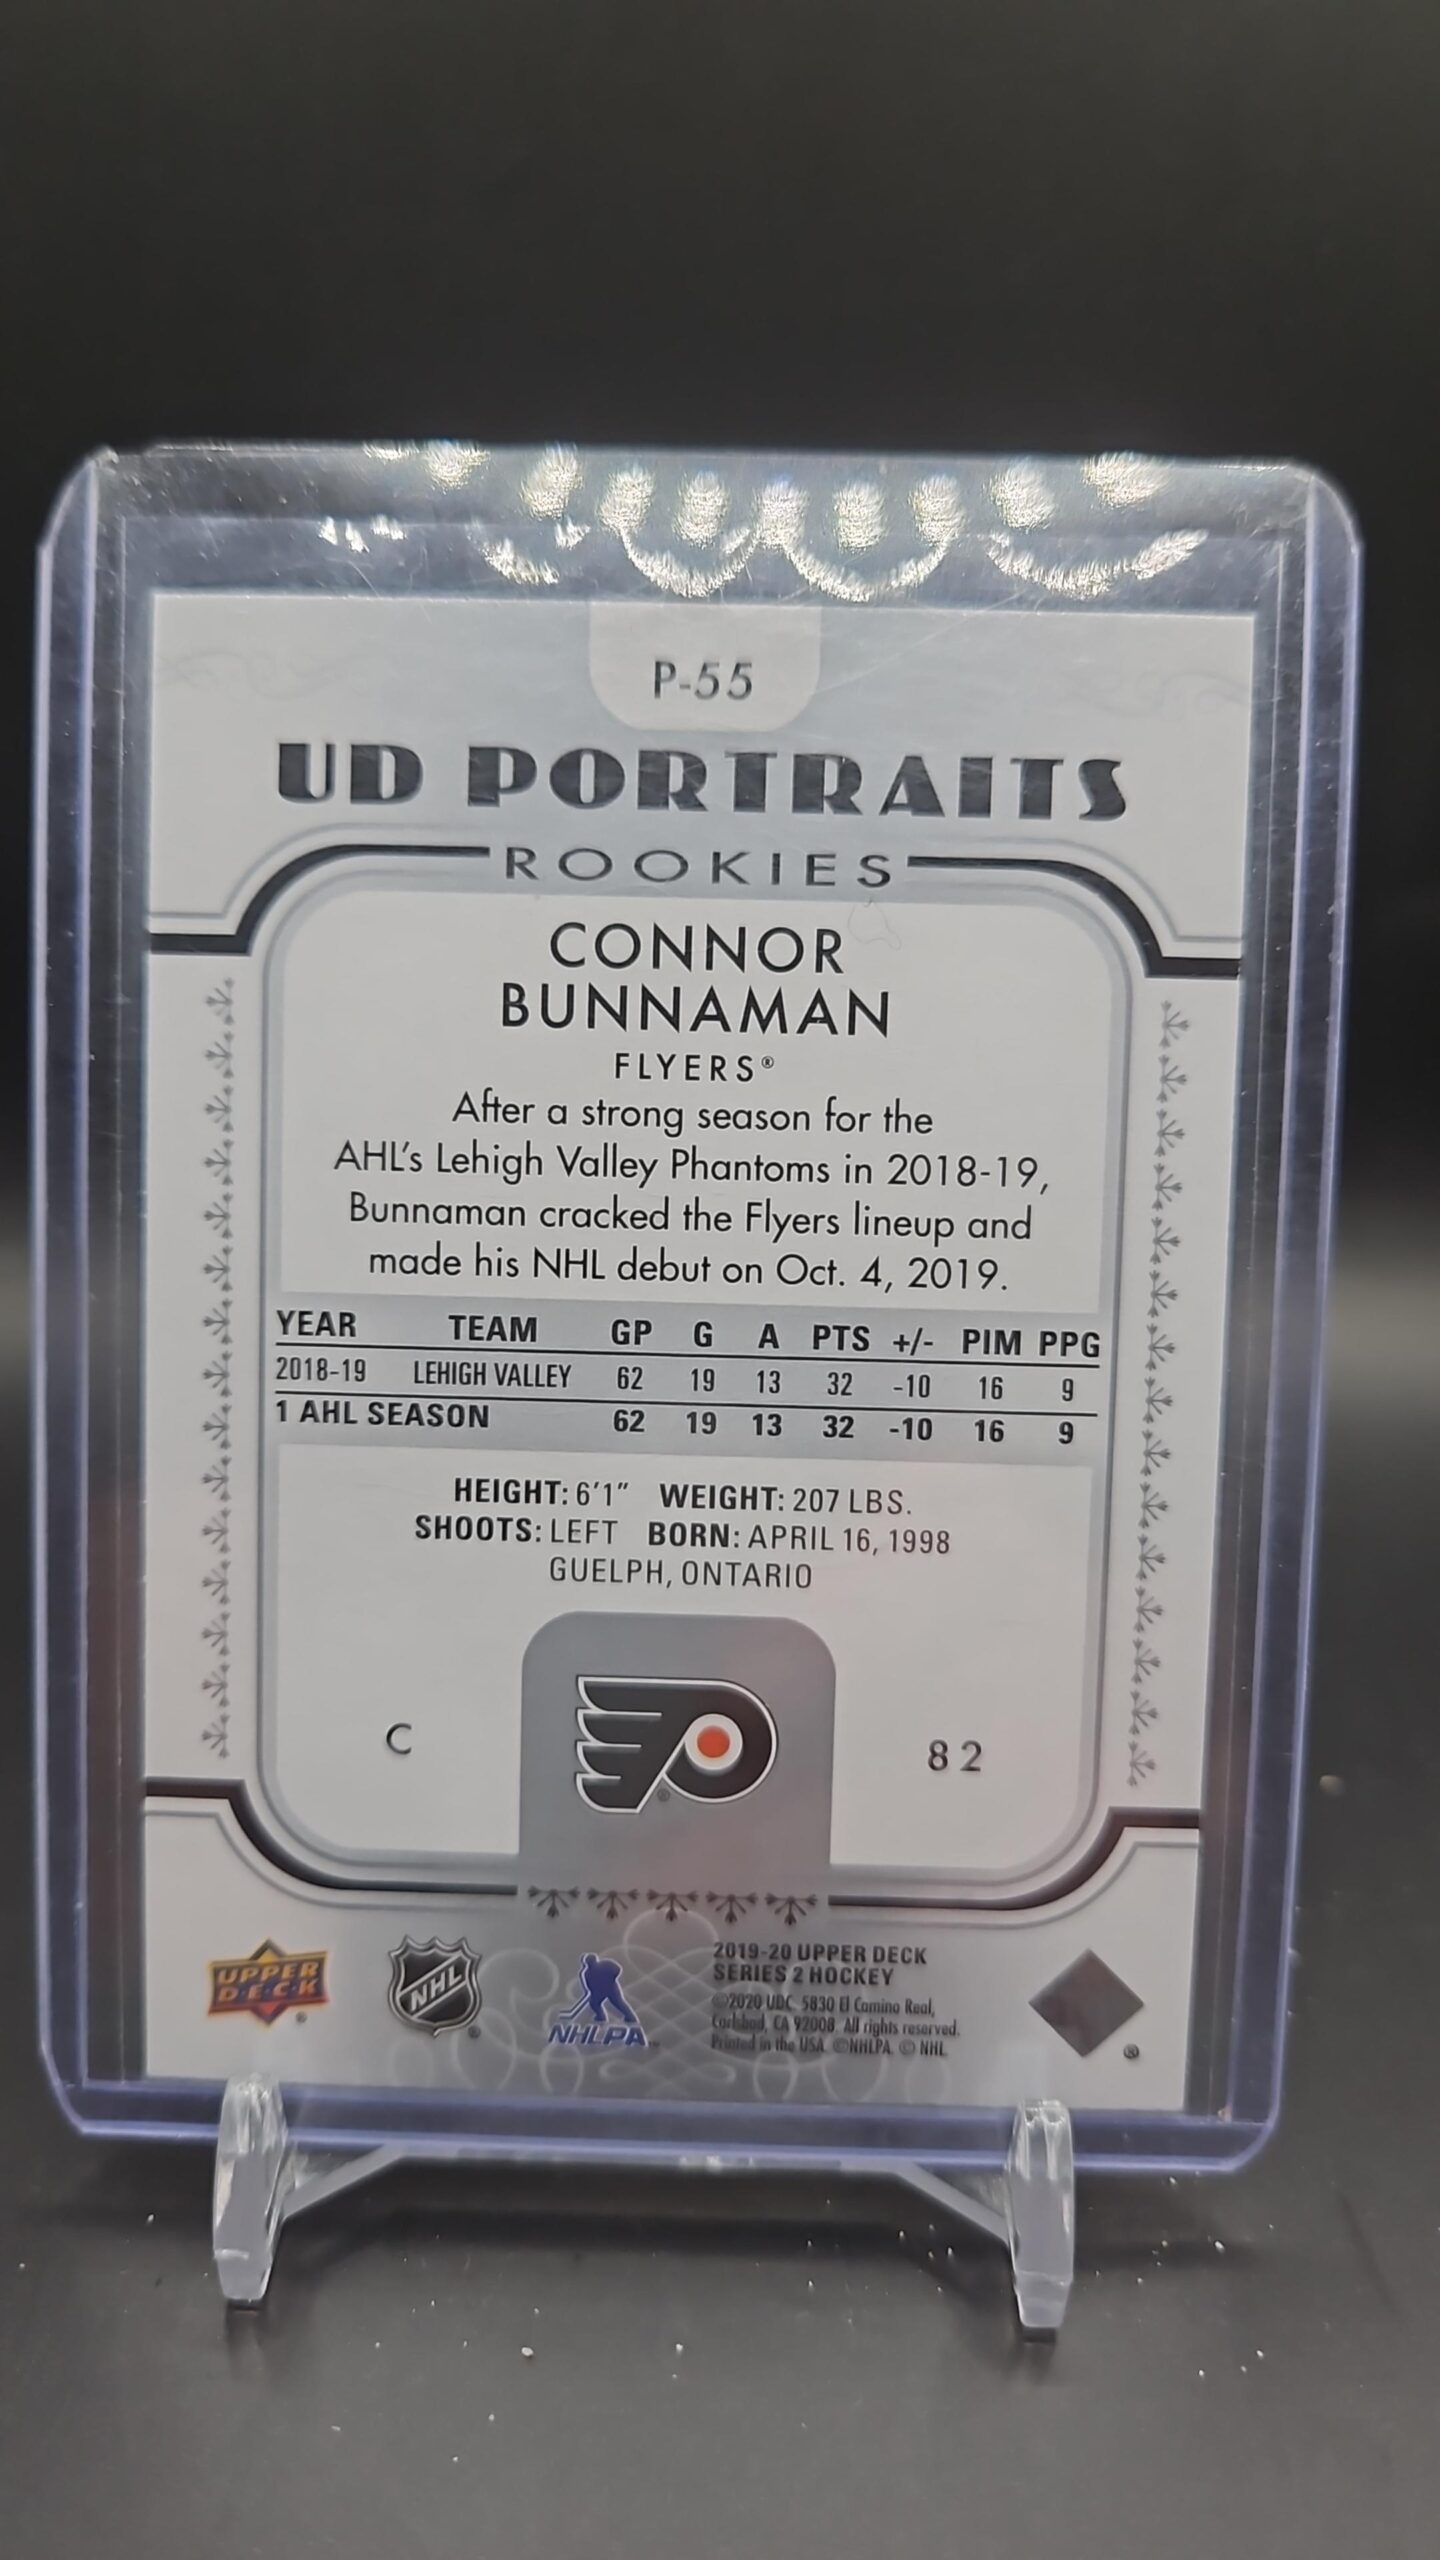 P-55
UD PORTRAITS
ROOKIES
CONNOR
BUNNAMAN
FLYERS®
After a strong season for the
AHL's Lehigh Valley Phantoms in 2018-19,
Bunnaman cracked the Flyers lineup and
made his NHL debut on Oct. 4, 2019.
YEAR TEAM GP G A PTS +/- PIM PPG
2018-19 LEHIGH VALLEY 62 19 13 32 -10 16 9
1 AHL SEASON 62 19 13 32 -10 16 9
HEIGHT: 6'1" WEIGHT: 207 LBS.
SHOOTS: LEFT BORN: APRIL 16, 1998
GUELPH, ONTARIO
C 82
UPPER
D·E·C·K
®
NHL
®
NHLPA™
2019-20 UPPER DECK
SERIES 2 HOCKEY
©2020 UDC. 5830 El Camino Real,
Carlsbad, CA 92008. All rights reserved.
Printed in the USA. ©NHLPA. © NHL
®